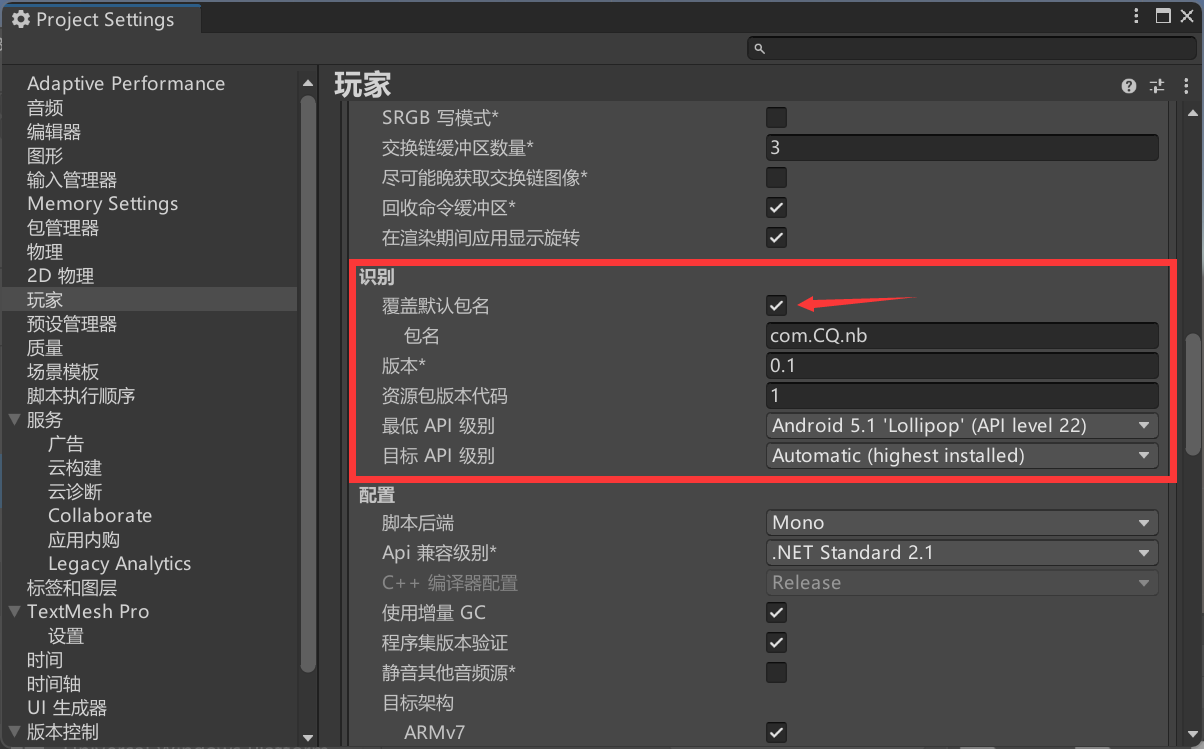 Project Settings
Adaptive Performance
音频
编辑器
图形
输入管理器
Memory Settings
包管理器
物理
2D 物理
玩家
预设管理器
质量
场景模板
脚本执行顺序
服务
广告
云构建
云诊断
Collaborate
应用内购
Legacy Analytics
标签和图层
TextMesh Pro
设置
时间
时间轴
UI 生成器
版本控制
玩家
SRGB 写模式*
交换链缓冲区数量* 3
尽可能晚获取交换链图像*
回收命令缓冲区*
在渲染期间应用显示旋转
识别
覆盖默认包名
包名 com.CQ.nb
版本* 0.1
资源包版本代码 1
最低 API 级别 Android 5.1 'Lollipop' (API level 22)
目标 API 级别 Automatic (highest installed)
配置
脚本后端 Mono
Api 兼容级别* .NET Standard 2.1
C++ 编译器配置 Release
使用增量 GC
程序集版本验证
静音其他音频源*
目标架构
ARMv7